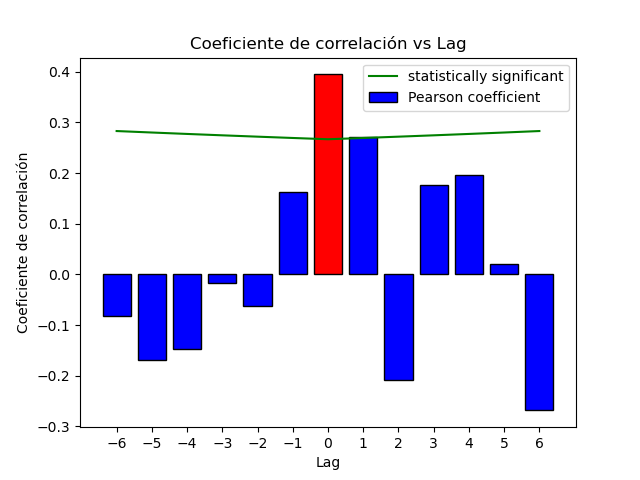 Coeficiente de correlación vs Lag
statistically significant
Pearson coefficient
Coeficiente de correlación
0.4
0.3
0.2
0.1
0.0
−0.1
−0.2
−0.3
−6 −5 −4 −3 −2 −1 0 1 2 3 4 5 6
Lag